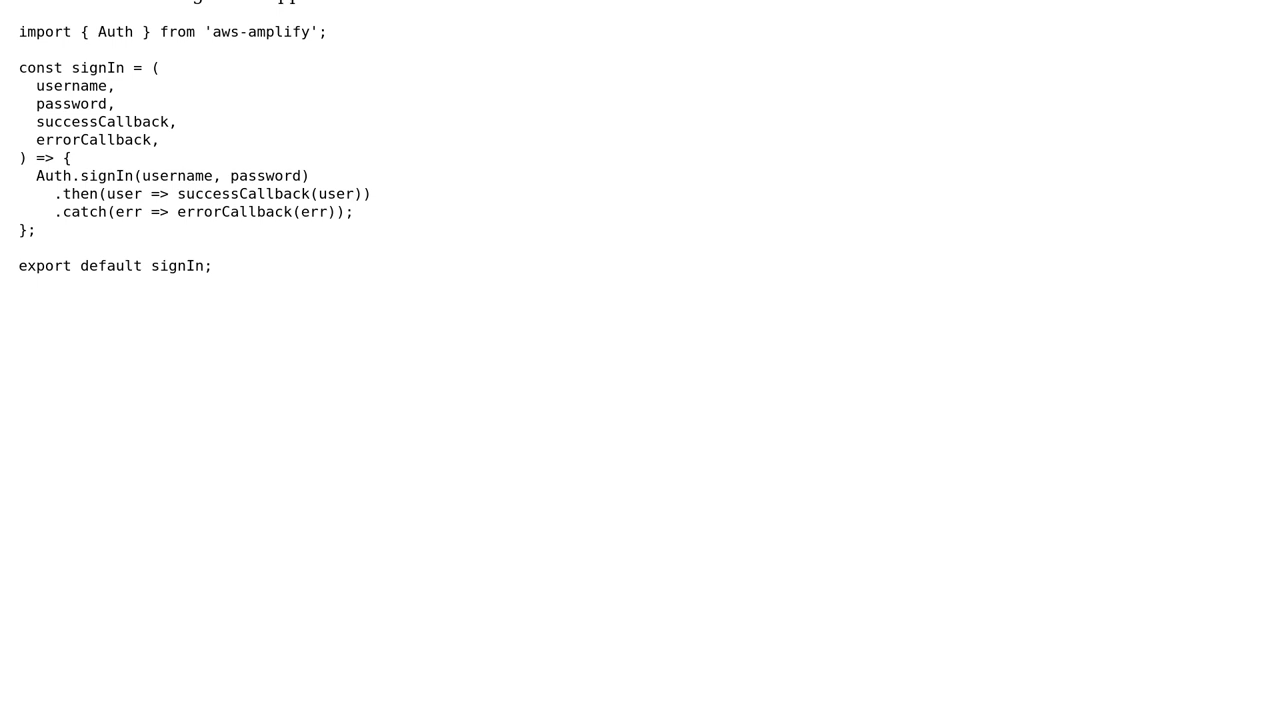 import { Auth } from 'aws-amplify';

const signIn = (
  username,
  password,
  successCallback,
  errorCallback,
) => {
  Auth.signIn(username, password)
    .then(user => successCallback(user))
    .catch(err => errorCallback(err));
};

export default signIn;